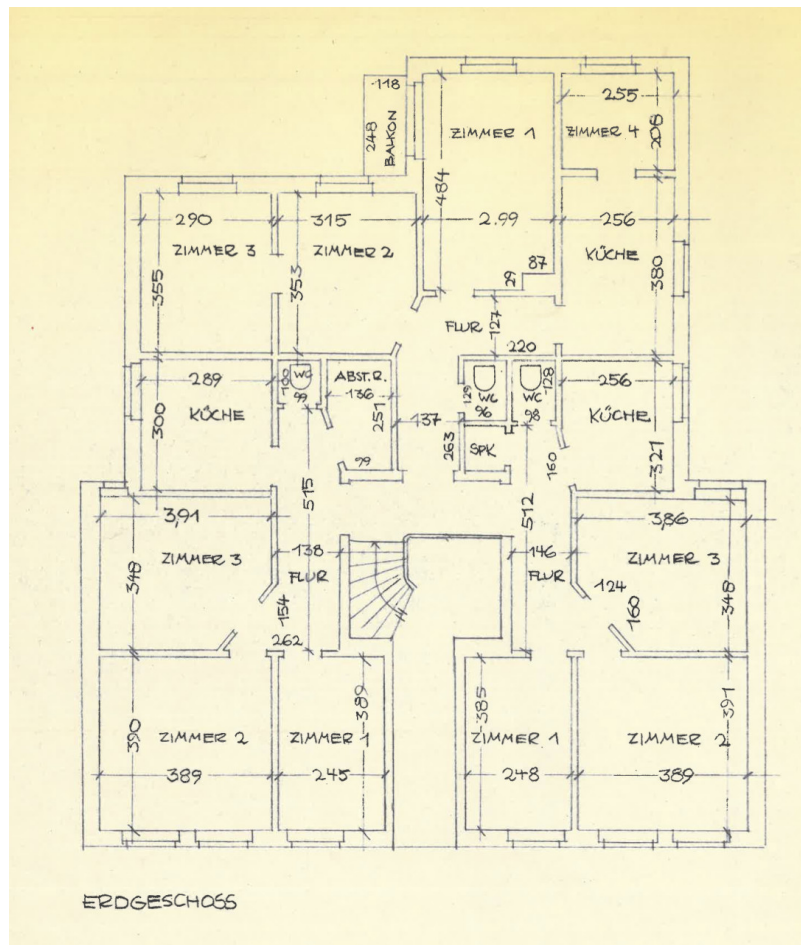 118
255
248
BALKON
ZIMMER 1
ZIMMER 4
208
484
290
315
2.99
256
ZIMMER 3
ZIMMER 2
KÜCHE
355
353
380
87
29
FLUR
127
220
289
100
WC
99
ABST.R.
136
251
137
129
WC
96
WC
98
128
256
300
KÜCHE
KÜCHE
263
SPK
160
321
99
3,91
515
512
3,86
ZIMMER 3
138
146
ZIMMER 3
348
FLUR
FLUR
124
348
154
160
262
390
389
385
391
ZIMMER 2
ZIMMER 1
ZIMMER 1
ZIMMER 2
389
245
248
389
ERDGESCHOSS